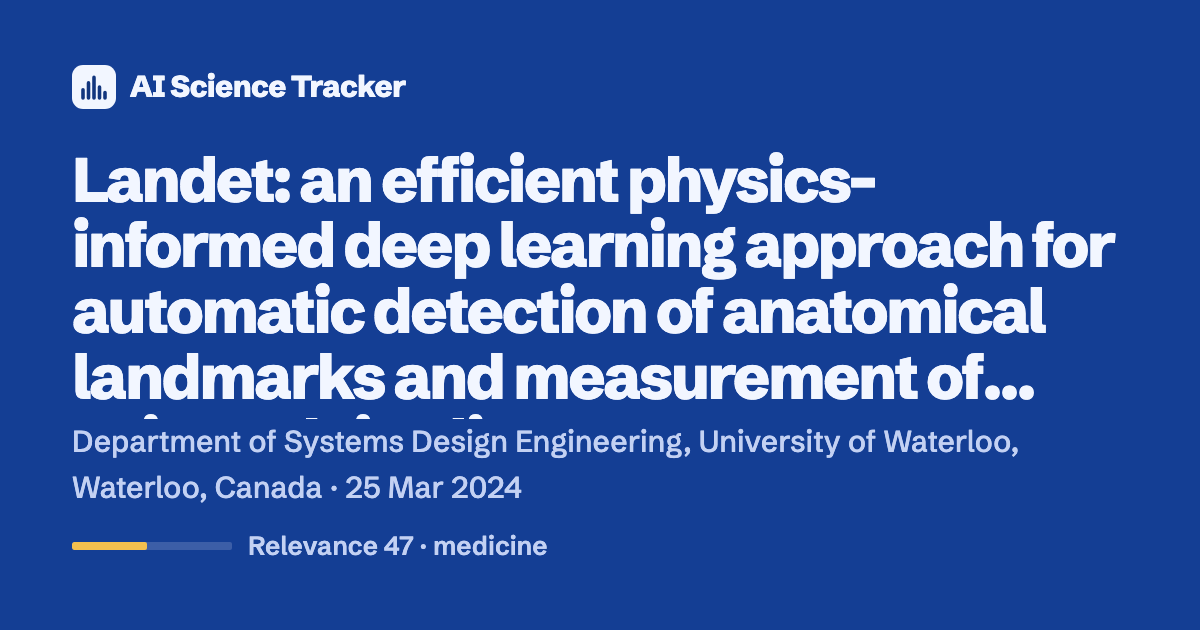 AI Science Tracker
Landet: an efficient physics-
informed deep learning approach for
automatic detection of anatomical
landmarks and measurement of...
Department of Systems Design Engineering, University of Waterloo,
Waterloo, Canada · 25 Mar 2024
Relevance 47 · medicine